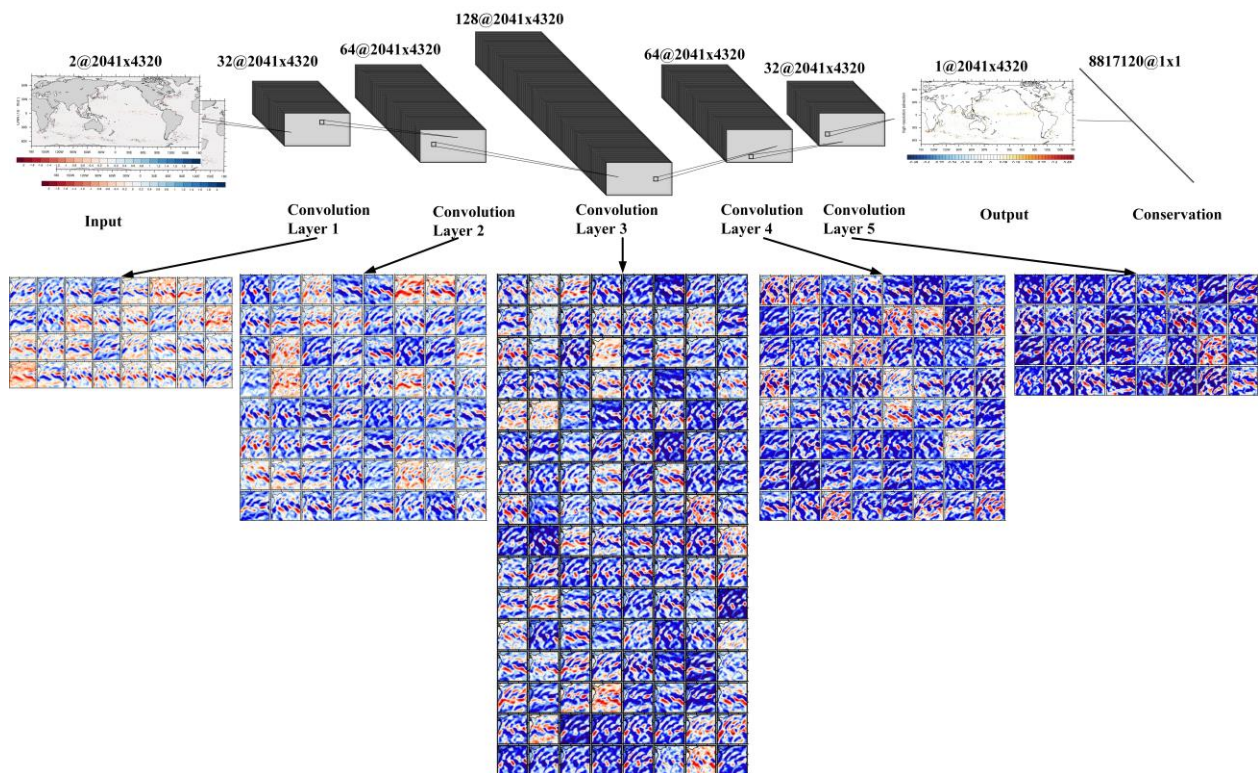 128@2041x4320
64@2041x4320
64@2041x4320
2@2041x4320
32@2041x4320
32@2041x4320
1@2041x4320
8817120@1x1
Input
Convolution
Layer 1
Convolution
Layer 2
Convolution
Layer 3
Convolution
Layer 4
Convolution
Layer 5
Output
Conservation